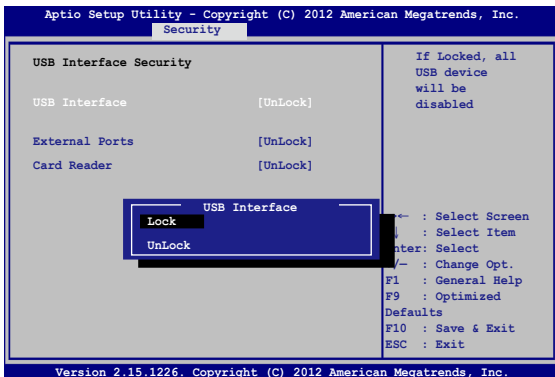 Aptio Setup Utility - Copyright (C) 2012 American Megatrends, Inc.
Security
USB Interface Security
USB Interface [UnLock]
External Ports [UnLock]
Card Reader [UnLock]
If Locked, all
USB device
will be
disabled
USB Interface
Lock
UnLock
← : Select Screen
↓ : Select Item
nter: Select
/— : Change Opt.
F1 : General Help
F9 : Optimized
Defaults
F10 : Save & Exit
ESC : Exit
Version 2.15.1226. Copyright (C) 2012 American Megatrends, Inc.